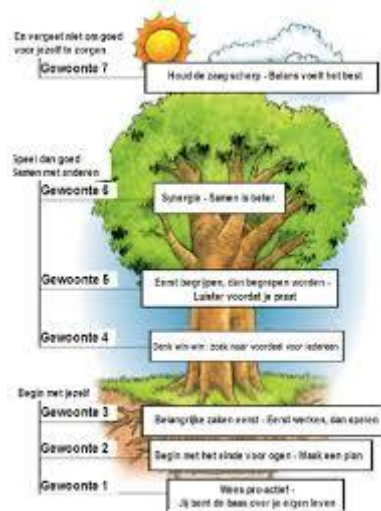 En vergeet niet om goed
voor jezelf te zorgen
Gewoonte 7
Houd de zaag scherp - Balans voelt het best
Speel dan goed
Samen met anderen
Gewoonte 6
Synergie - Samen is beter
Gewoonte 5
Eerst begrijpen, dan begrepen worden -
Luister voordat je praat
Gewoonte 4
Denk win-win: zoek naar voordeel voor iedereen
Begin met jezelf
Gewoonte 3
Belangrijke zaken eerst - Eerst werken, dan spelen
Gewoonte 2
Begin met het einde voor ogen - Maak een plan
Gewoonte 1
Wees pro-actief -
Jij bent de baas over je eigen leven